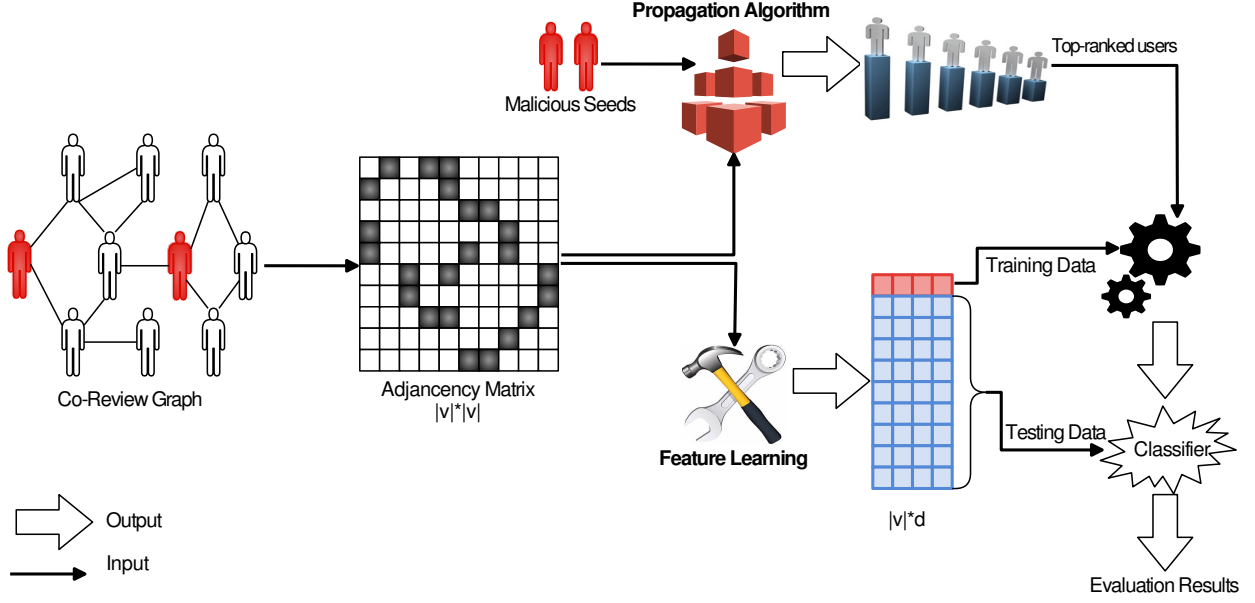 Propagation Algorithm
Top-ranked users
Malicious Seeds
Co-Review Graph
Adjancency Matrix
|v|*|v|
Feature Learning
Training Data
Testing Data
Classifier
|v|*d
Output
Input
Evaluation Results